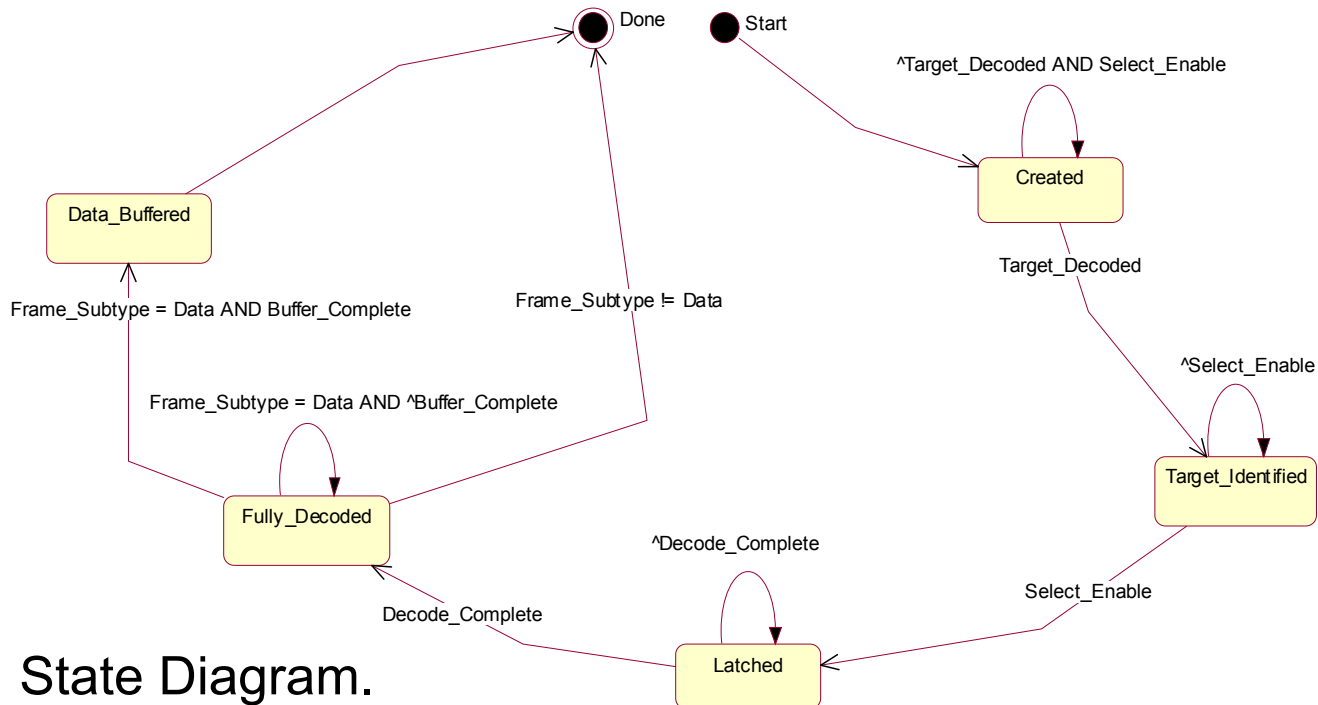 Done
Start
^Target_Decoded AND Select_Enable
Created
Data_Buffered
Target_Decoded
Frame_Subtype = Data AND Buffer_Complete
Frame_Subtype != Data
^Select_Enable
Frame_Subtype = Data AND ^Buffer_Complete
Target_Identified
Fully_Decoded
^Decode_Complete
Select_Enable
Decode_Complete
Latched
State Diagram.